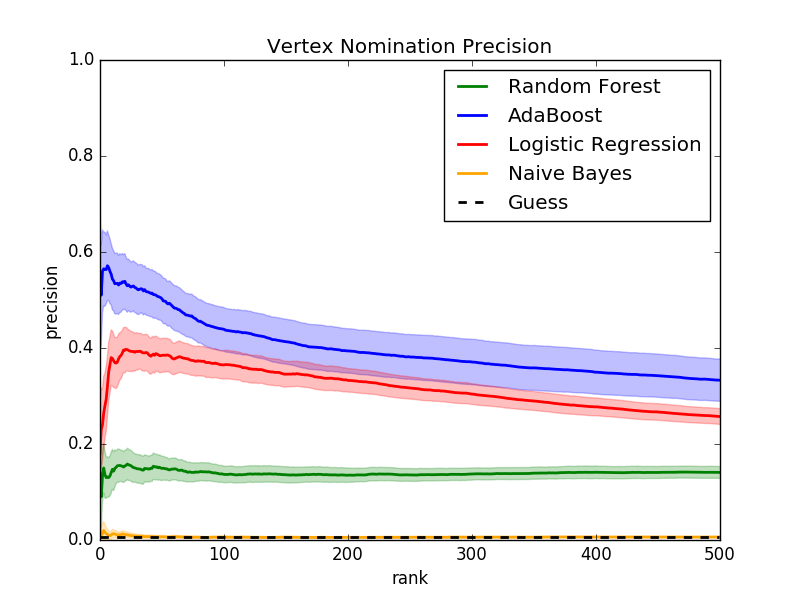 Vertex Nomination Precision
Random Forest
AdaBoost
Logistic Regression
Naive Bayes
Guess
precision
1.0
0.8
0.6
0.4
0.2
0.0
0 100 200 300 400 500
rank